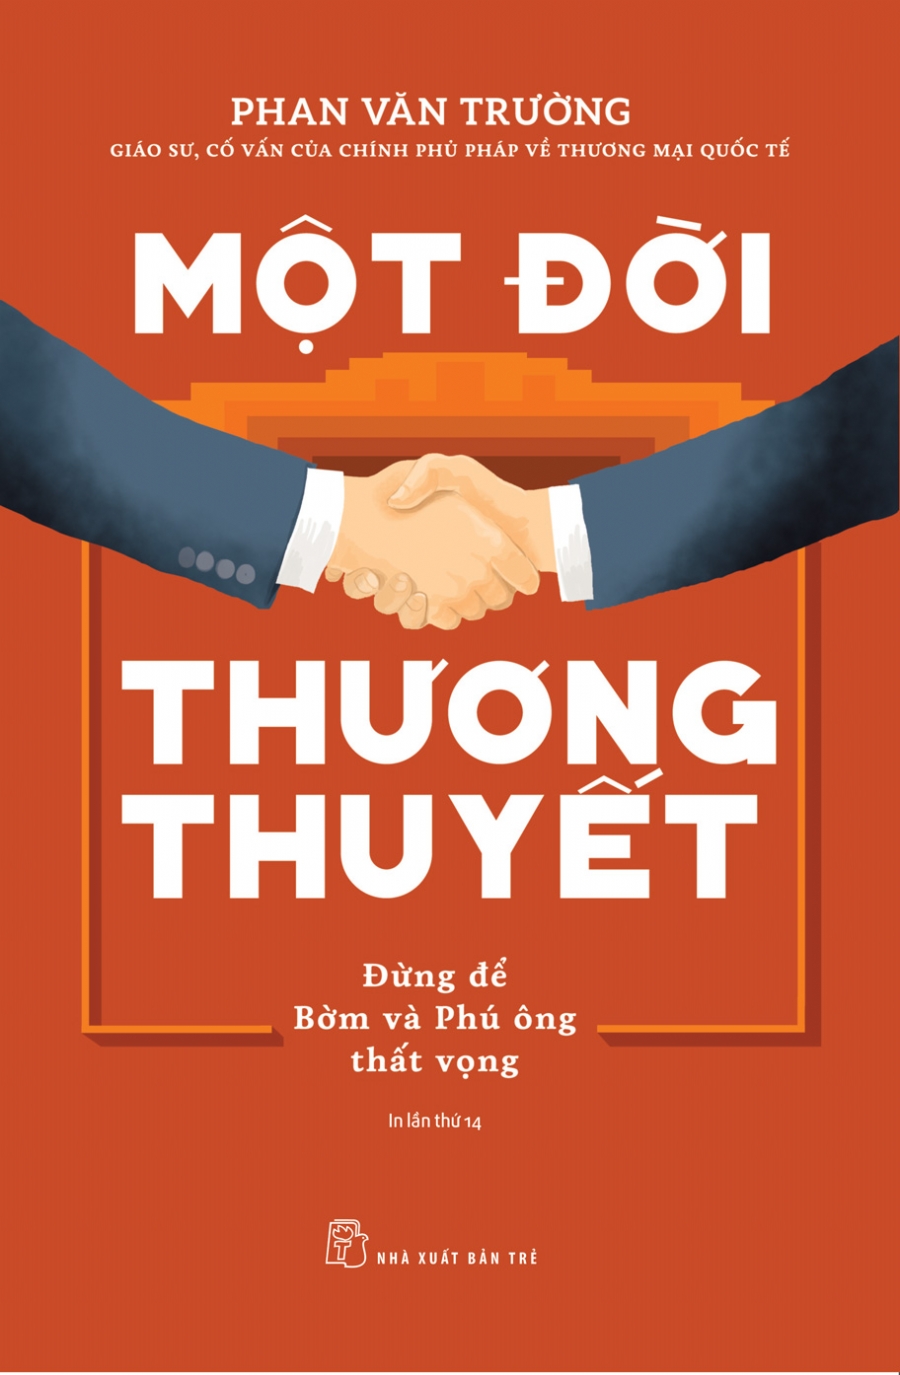 PHAN VĂN TRƯỜNG
GIÁO SƯ, CỐ VẤN CỦA CHÍNH PHỦ PHÁP VỀ THƯƠNG MẠI QUỐC TẾ
MỘT ĐỜI
THƯƠNG
THUYẾT
Đừng để
Bờm và Phú ông
thất vọng
In lần thứ 14
NHÀ XUẤT BẢN TRẺ